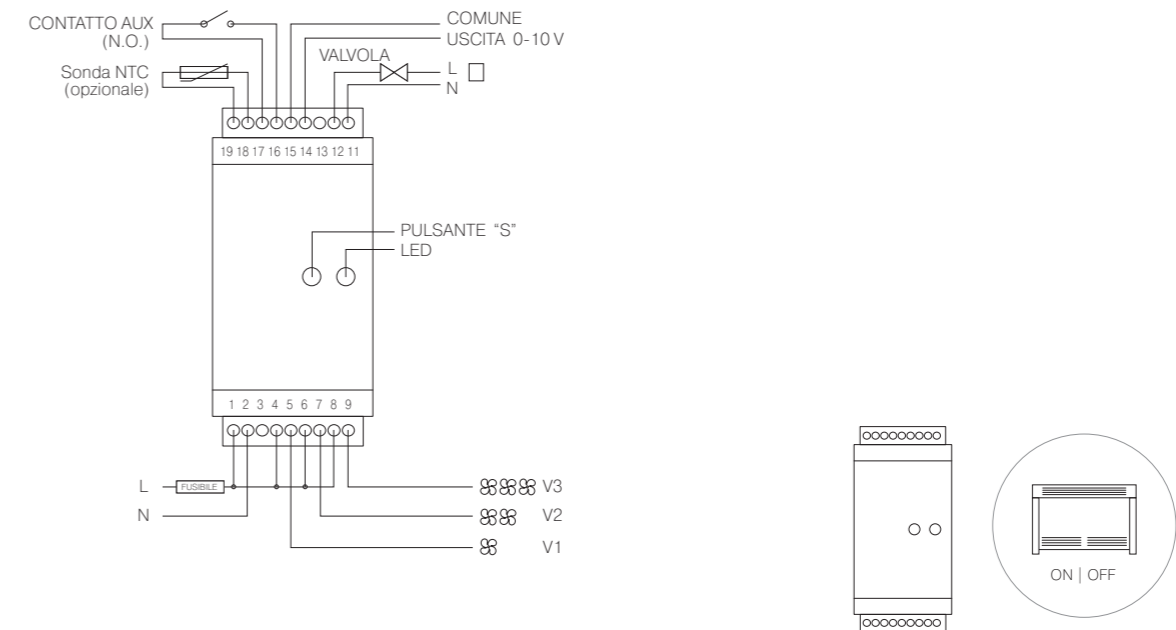 CONTATTO AUX
(N.O.)
COMUNE
USCITA 0-10 V
VALVOLA
Sonda NTC
(opzionale)
L
N
19 18 17 16 15 14 13 12 11
PULSANTE “S”
LED
1 2 3 4 5 6 7 8 9
L
FUSIBILE
V3
N
V2
V1
ON | OFF